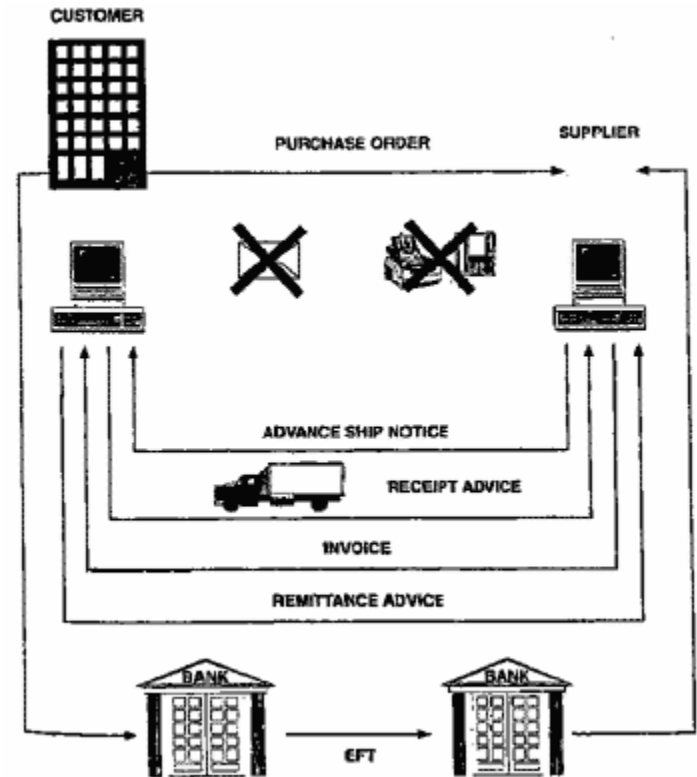 CUSTOMER
PURCHASE ORDER
SUPPLIER
ADVANCE SHIP NOTICE
RECEIPT ADVICE
INVOICE
REMITTANCE ADVICE
BANK
BANK
EFT